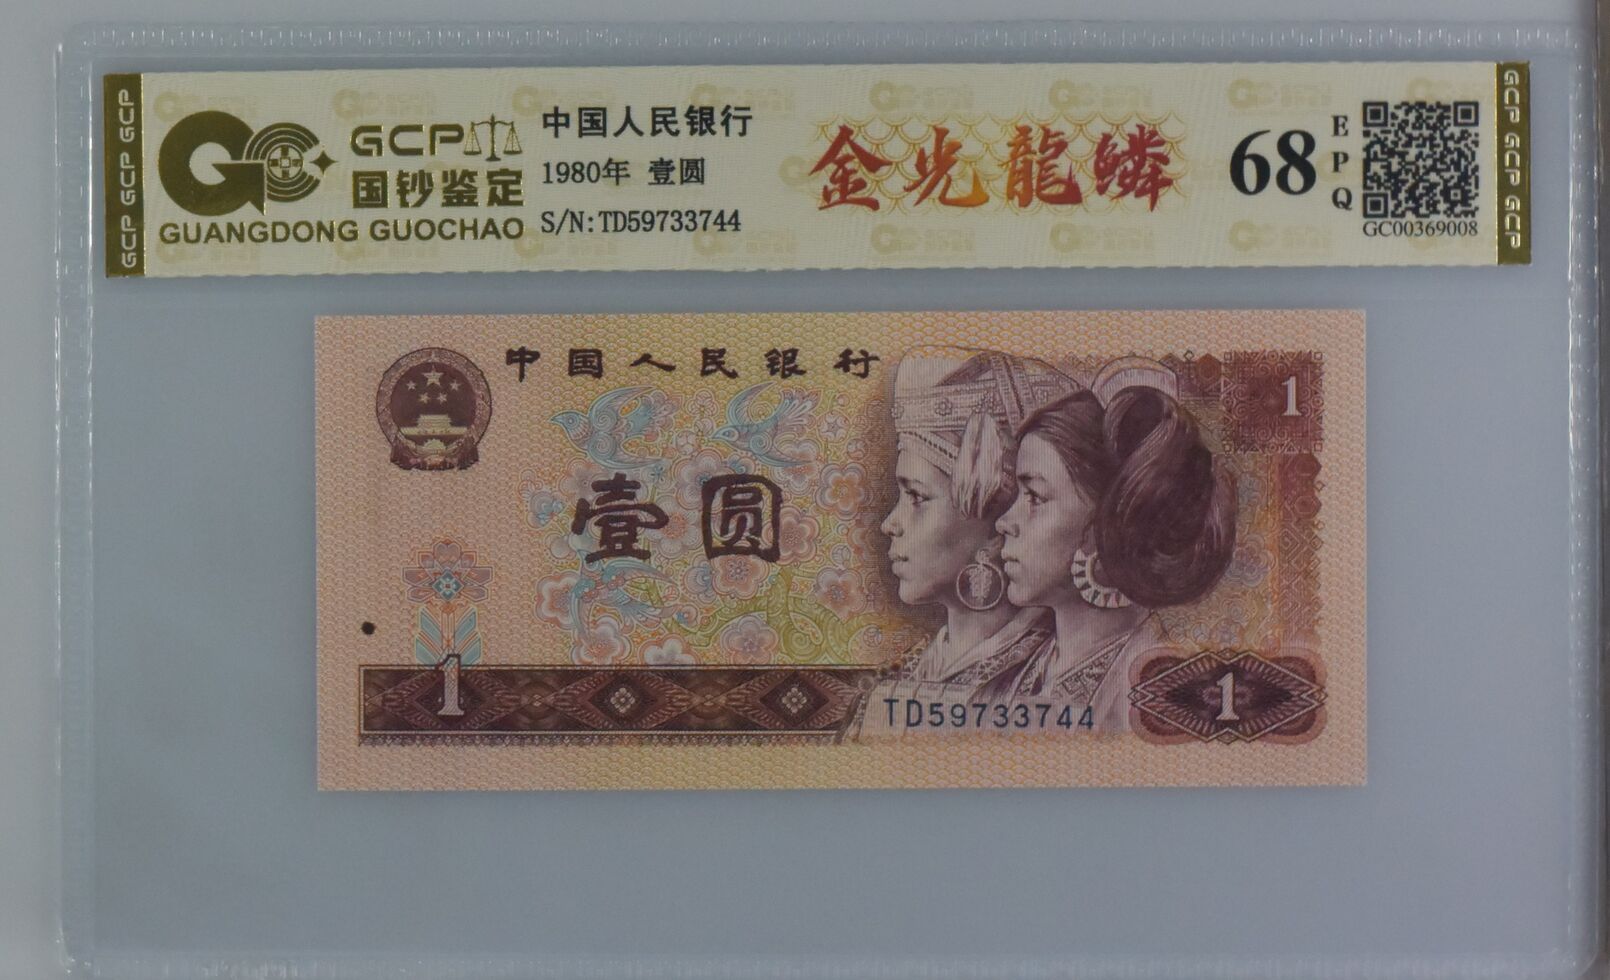 GCP GCP GCP
GCP
国钞鉴定
GUANGDONG GUOCHAO
中国人民银行
1980年 壹圆
S/N:TD59733744
金光龍鳞
68
EPQ
GC00369008
GCP GCP GCP GCP
中国人民银行
1
壹圆
1
TD59733744
1